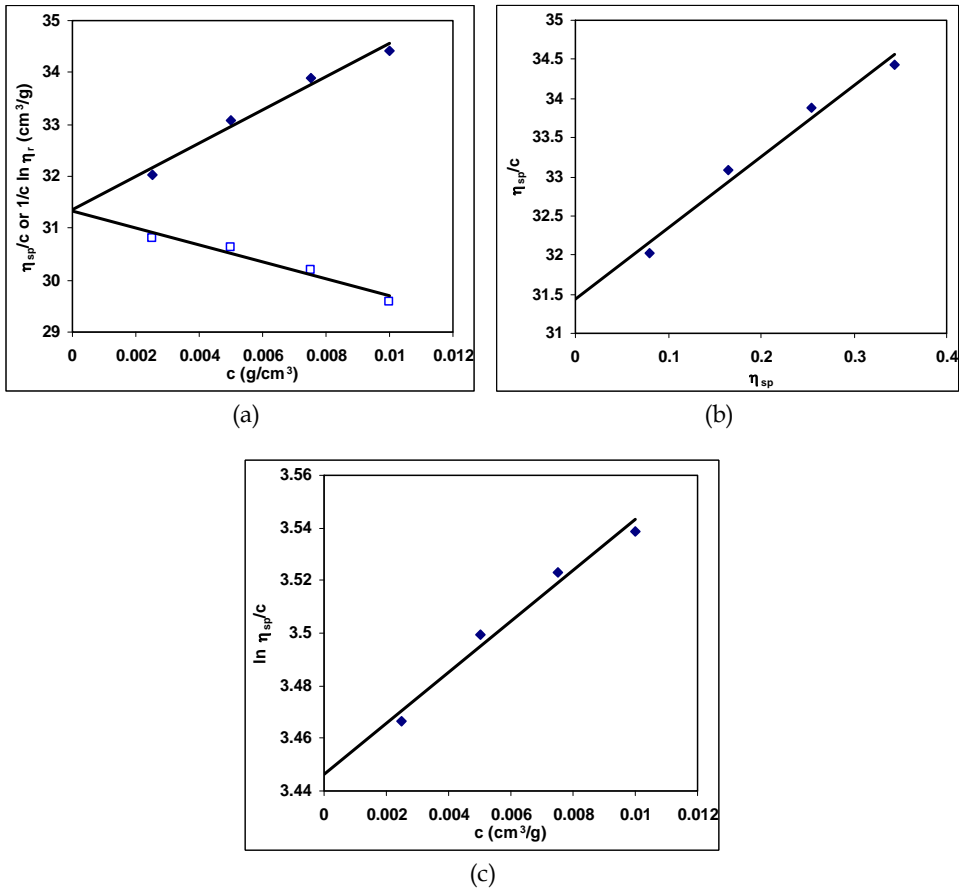 35
34
33
32
31
30
29
0 0.002 0.004 0.006 0.008 0.01 0.012
ηsp/c or 1/c ln ηr (cm³/g)
c (g/cm³)
(a)
35
34.5
34
33.5
33
32.5
32
31.5
31
0 0.1 0.2 0.3 0.4
ηsp/c
ηsp
(b)
3.56
3.54
3.52
3.5
3.48
3.46
3.44
0 0.002 0.004 0.006 0.008 0.01 0.012
ln ηsp/c
c (cm³/g)
(c)